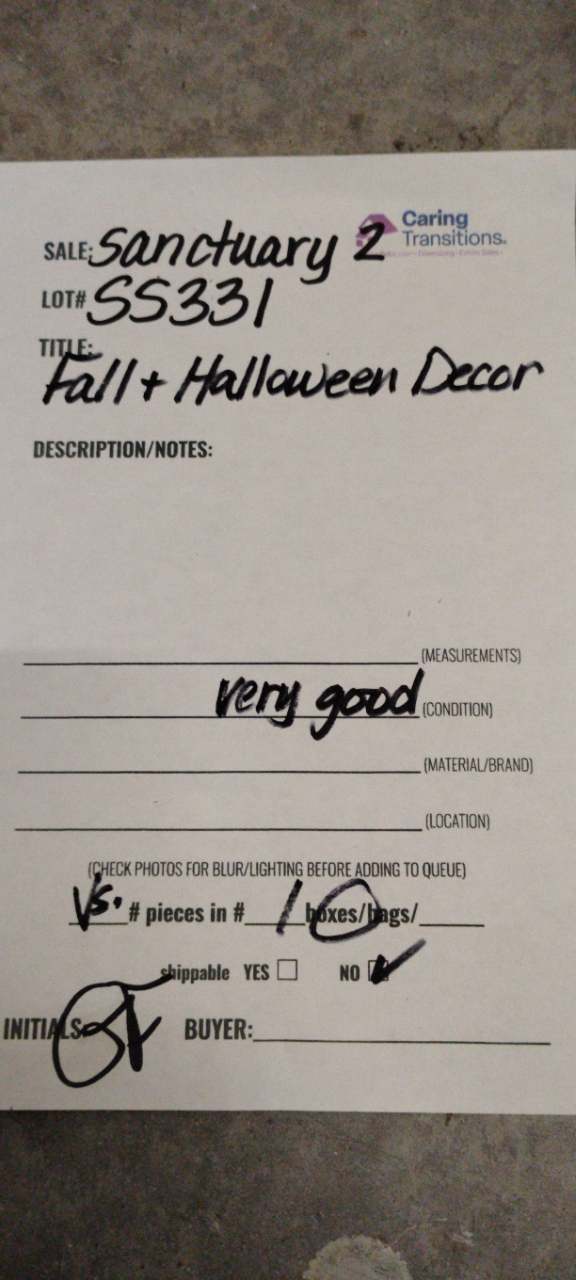 Caring
Transitions.
SALE: Sanctuary 2
LOT# SS331
TITLE:
Fall + Halloween Decor
DESCRIPTION/NOTES:
(MEASUREMENTS)
very good (CONDITION)
(MATERIAL/BRAND)
(LOCATION)
(CHECK PHOTOS FOR BLUR/LIGHTING BEFORE ADDING TO QUEUE)
Vs. # pieces in # 1 boxes/bags/
shippable YES NO
INITIALS BUYER: